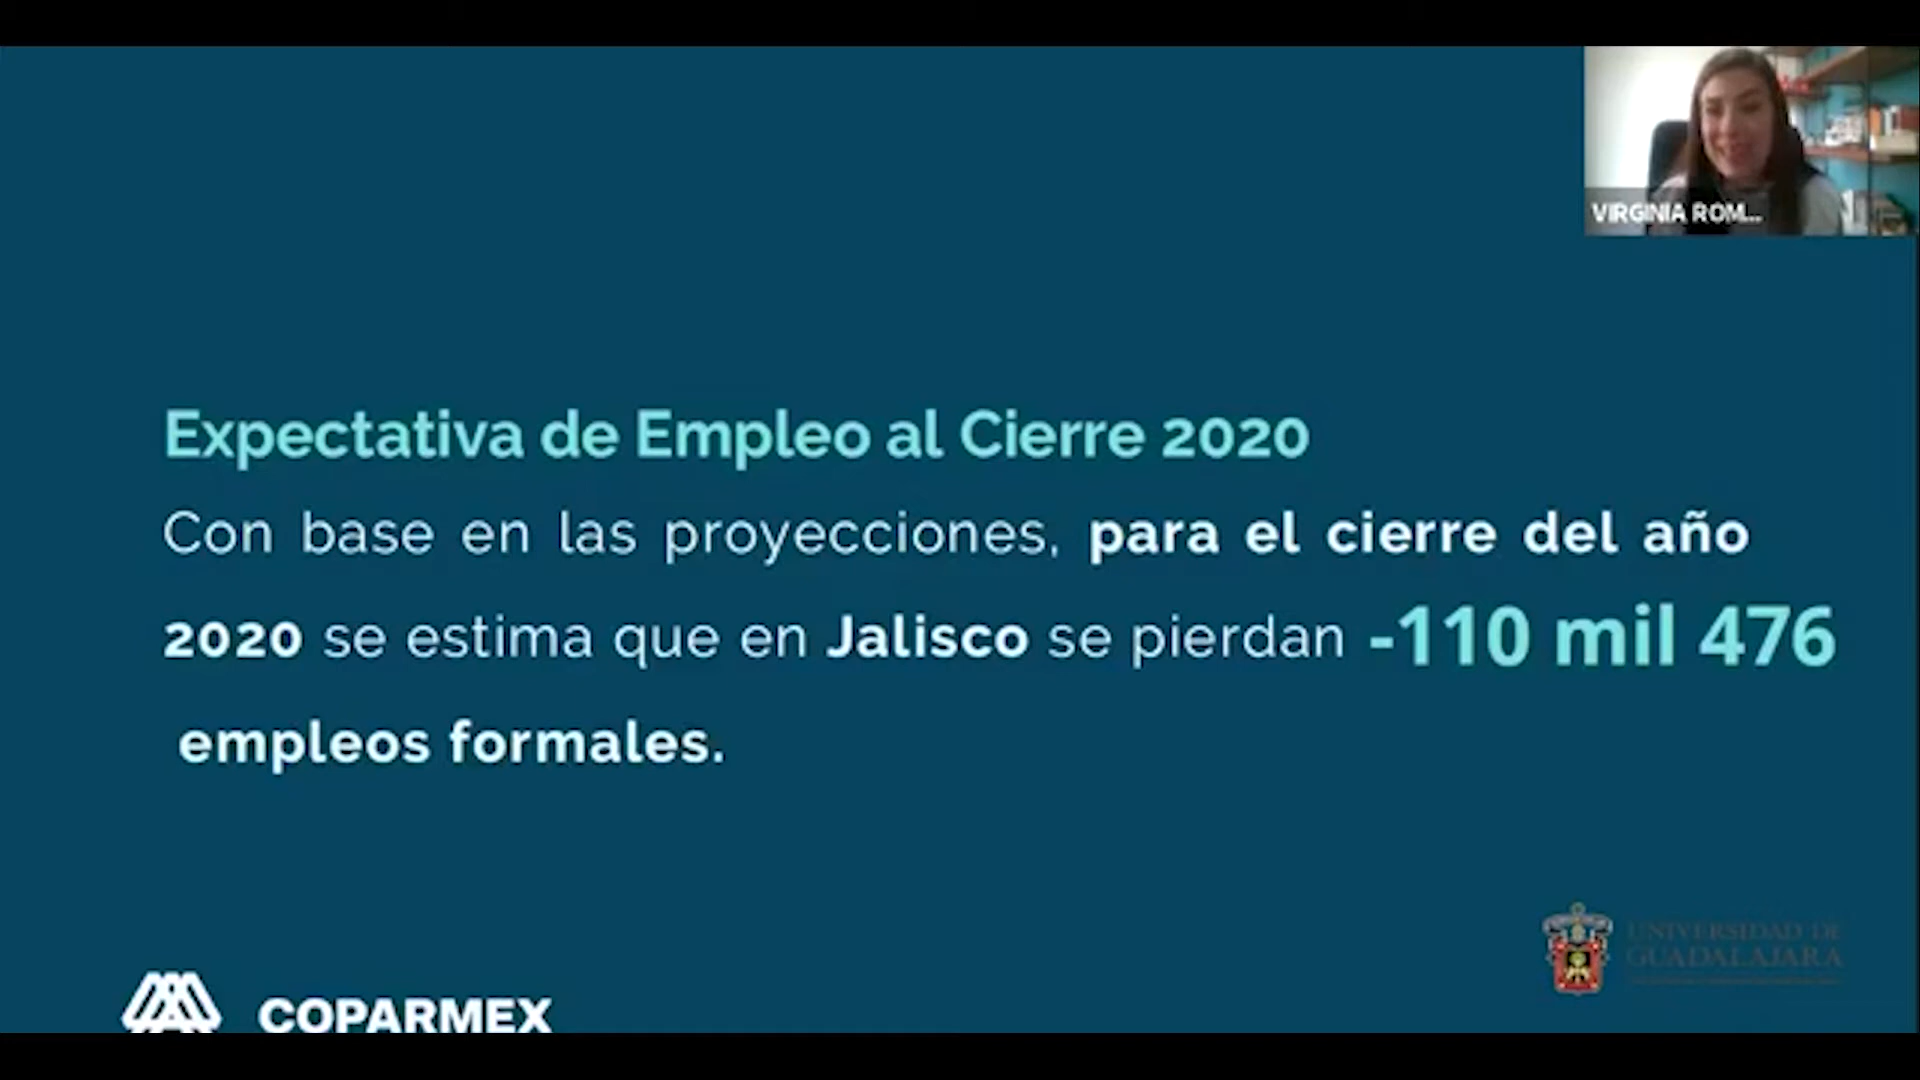 VIRGINIA ROM...
Expectativa de Empleo al Cierre 2020
Con base en las proyecciones, para el cierre del año
2020 se estima que en Jalisco se pierdan -110 mil 476
empleos formales.
UNIVERSIDAD DE
GUADALAJARA
COPARMEX